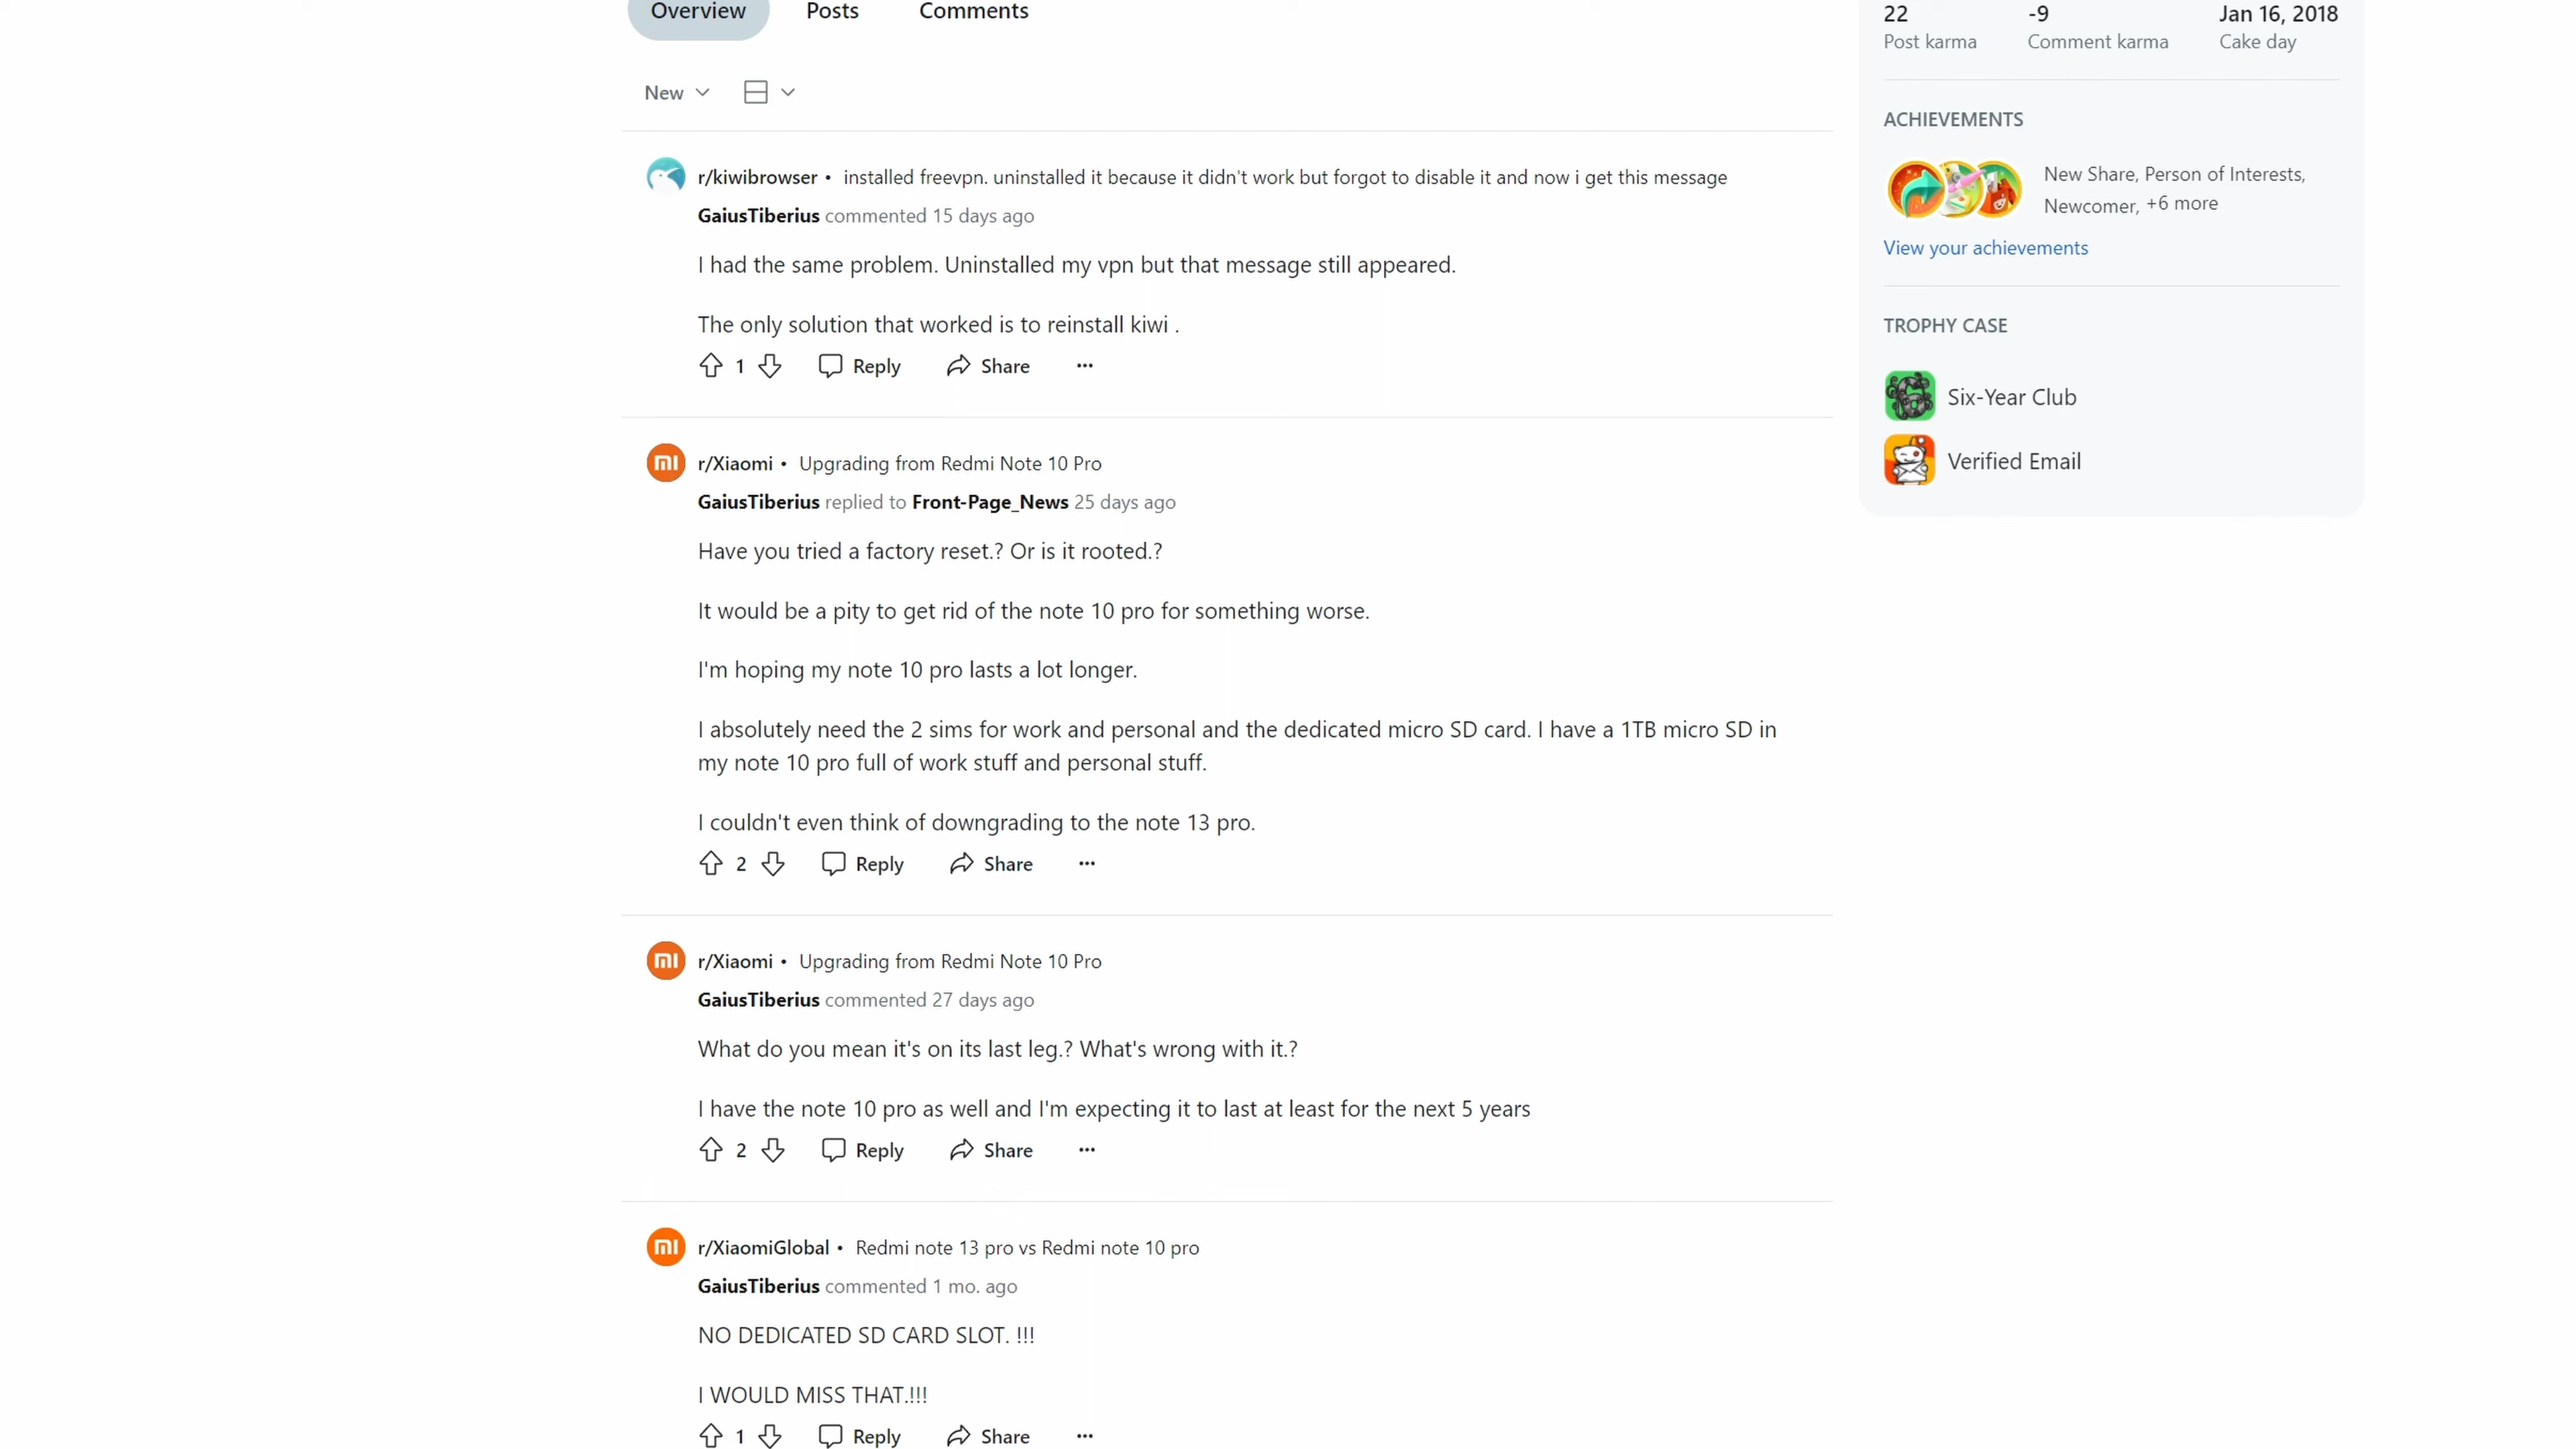 Overview Posts Comments
New
r/kiwibrowser • installed freevpn. uninstalled it because it didn't work but forgot to disable it and now i get this message
GaiusTiberius commented 15 days ago
I had the same problem. Uninstalled my vpn but that message still appeared.
The only solution that worked is to reinstall kiwi .
1 Reply Share ...
r/Xiaomi • Upgrading from Redmi Note 10 Pro
GaiusTiberius replied to Front-Page_News 25 days ago
Have you tried a factory reset.? Or is it rooted.?
It would be a pity to get rid of the note 10 pro for something worse.
I'm hoping my note 10 pro lasts a lot longer.
I absolutely need the 2 sims for work and personal and the dedicated micro SD card. I have a 1TB micro SD in
my note 10 pro full of work stuff and personal stuff.
I couldn't even think of downgrading to the note 13 pro.
2 Reply Share ...
r/Xiaomi • Upgrading from Redmi Note 10 Pro
GaiusTiberius commented 27 days ago
What do you mean it's on its last leg.? What's wrong with it.?
I have the note 10 pro as well and I'm expecting it to last at least for the next 5 years
2 Reply Share ...
r/XiaomiGlobal • Redmi note 13 pro vs Redmi note 10 pro
GaiusTiberius commented 1 mo. ago
NO DEDICATED SD CARD SLOT. !!!
I WOULD MISS THAT.!!!
1 Reply Share ...
22 -9 Jan 16, 2018
Post karma Comment karma Cake day
ACHIEVEMENTS
New Share, Person of Interests,
Newcomer, +6 more
View your achievements
TROPHY CASE
Six-Year Club
Verified Email